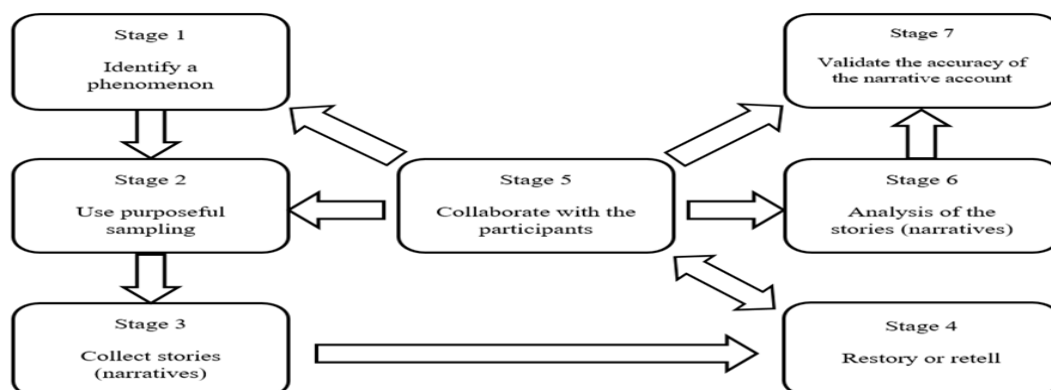 Stage 1
Identify a
phenomenon
Stage 2
Use purposeful
sampling
Stage 3
Collect stories
(narratives)
Stage 5
Collaborate with the
participants
Stage 7
Validate the accuracy of
the narrative account
Stage 6
Analysis of the
stories (narratives)
Stage 4
Restory or retell